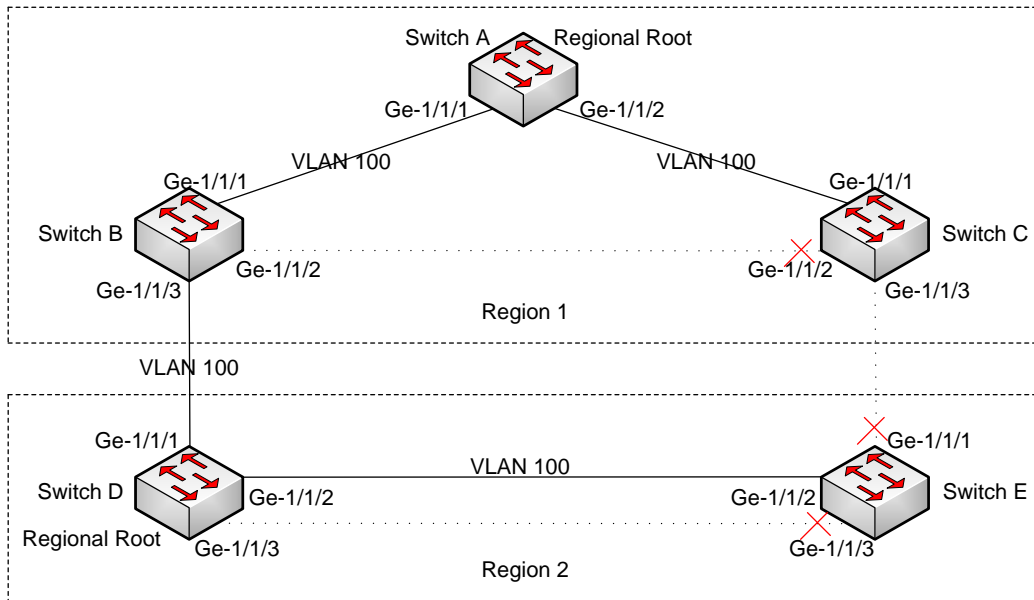 Switch A
Regional Root
Ge-1/1/1
Ge-1/1/2
VLAN 100
VLAN 100
Ge-1/1/1
Ge-1/1/1
Switch B
Switch C
Ge-1/1/2
Ge-1/1/2
Ge-1/1/3
Ge-1/1/3
Region 1
VLAN 100
Ge-1/1/1
Ge-1/1/1
VLAN 100
Switch D
Ge-1/1/2
Ge-1/1/2
Switch E
Regional Root
Ge-1/1/3
Ge-1/1/3
Region 2